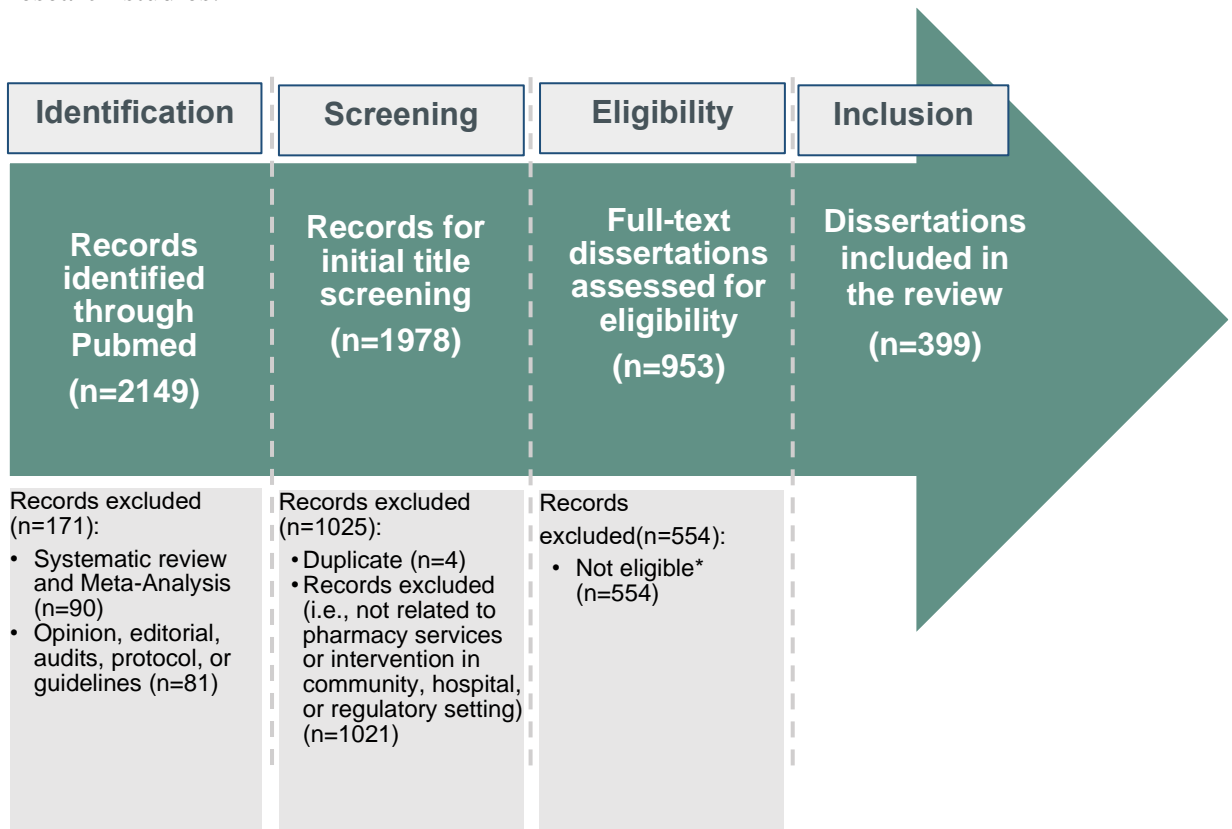 Identification
Screening
Eligibility
Inclusion
Records
identified
through
Pubmed
(n=2149)
Records for
initial title
screening
(n=1978)
Full-text
dissertations
assessed for
eligibility
(n=953)
Dissertations
included in
the review
(n=399)
Records excluded
(n=171):
• Systematic review
and Meta-Analysis
(n=90)
• Opinion, editorial,
audits, protocol, or
guidelines (n=81)
Records excluded
(n=1025):
• Duplicate (n=4)
• Records excluded
(i.e., not related to
pharmacy services
or intervention in
community, hospital,
or regulatory setting)
(n=1021)
Records
excluded(n=554):
• Not eligible*
(n=554)